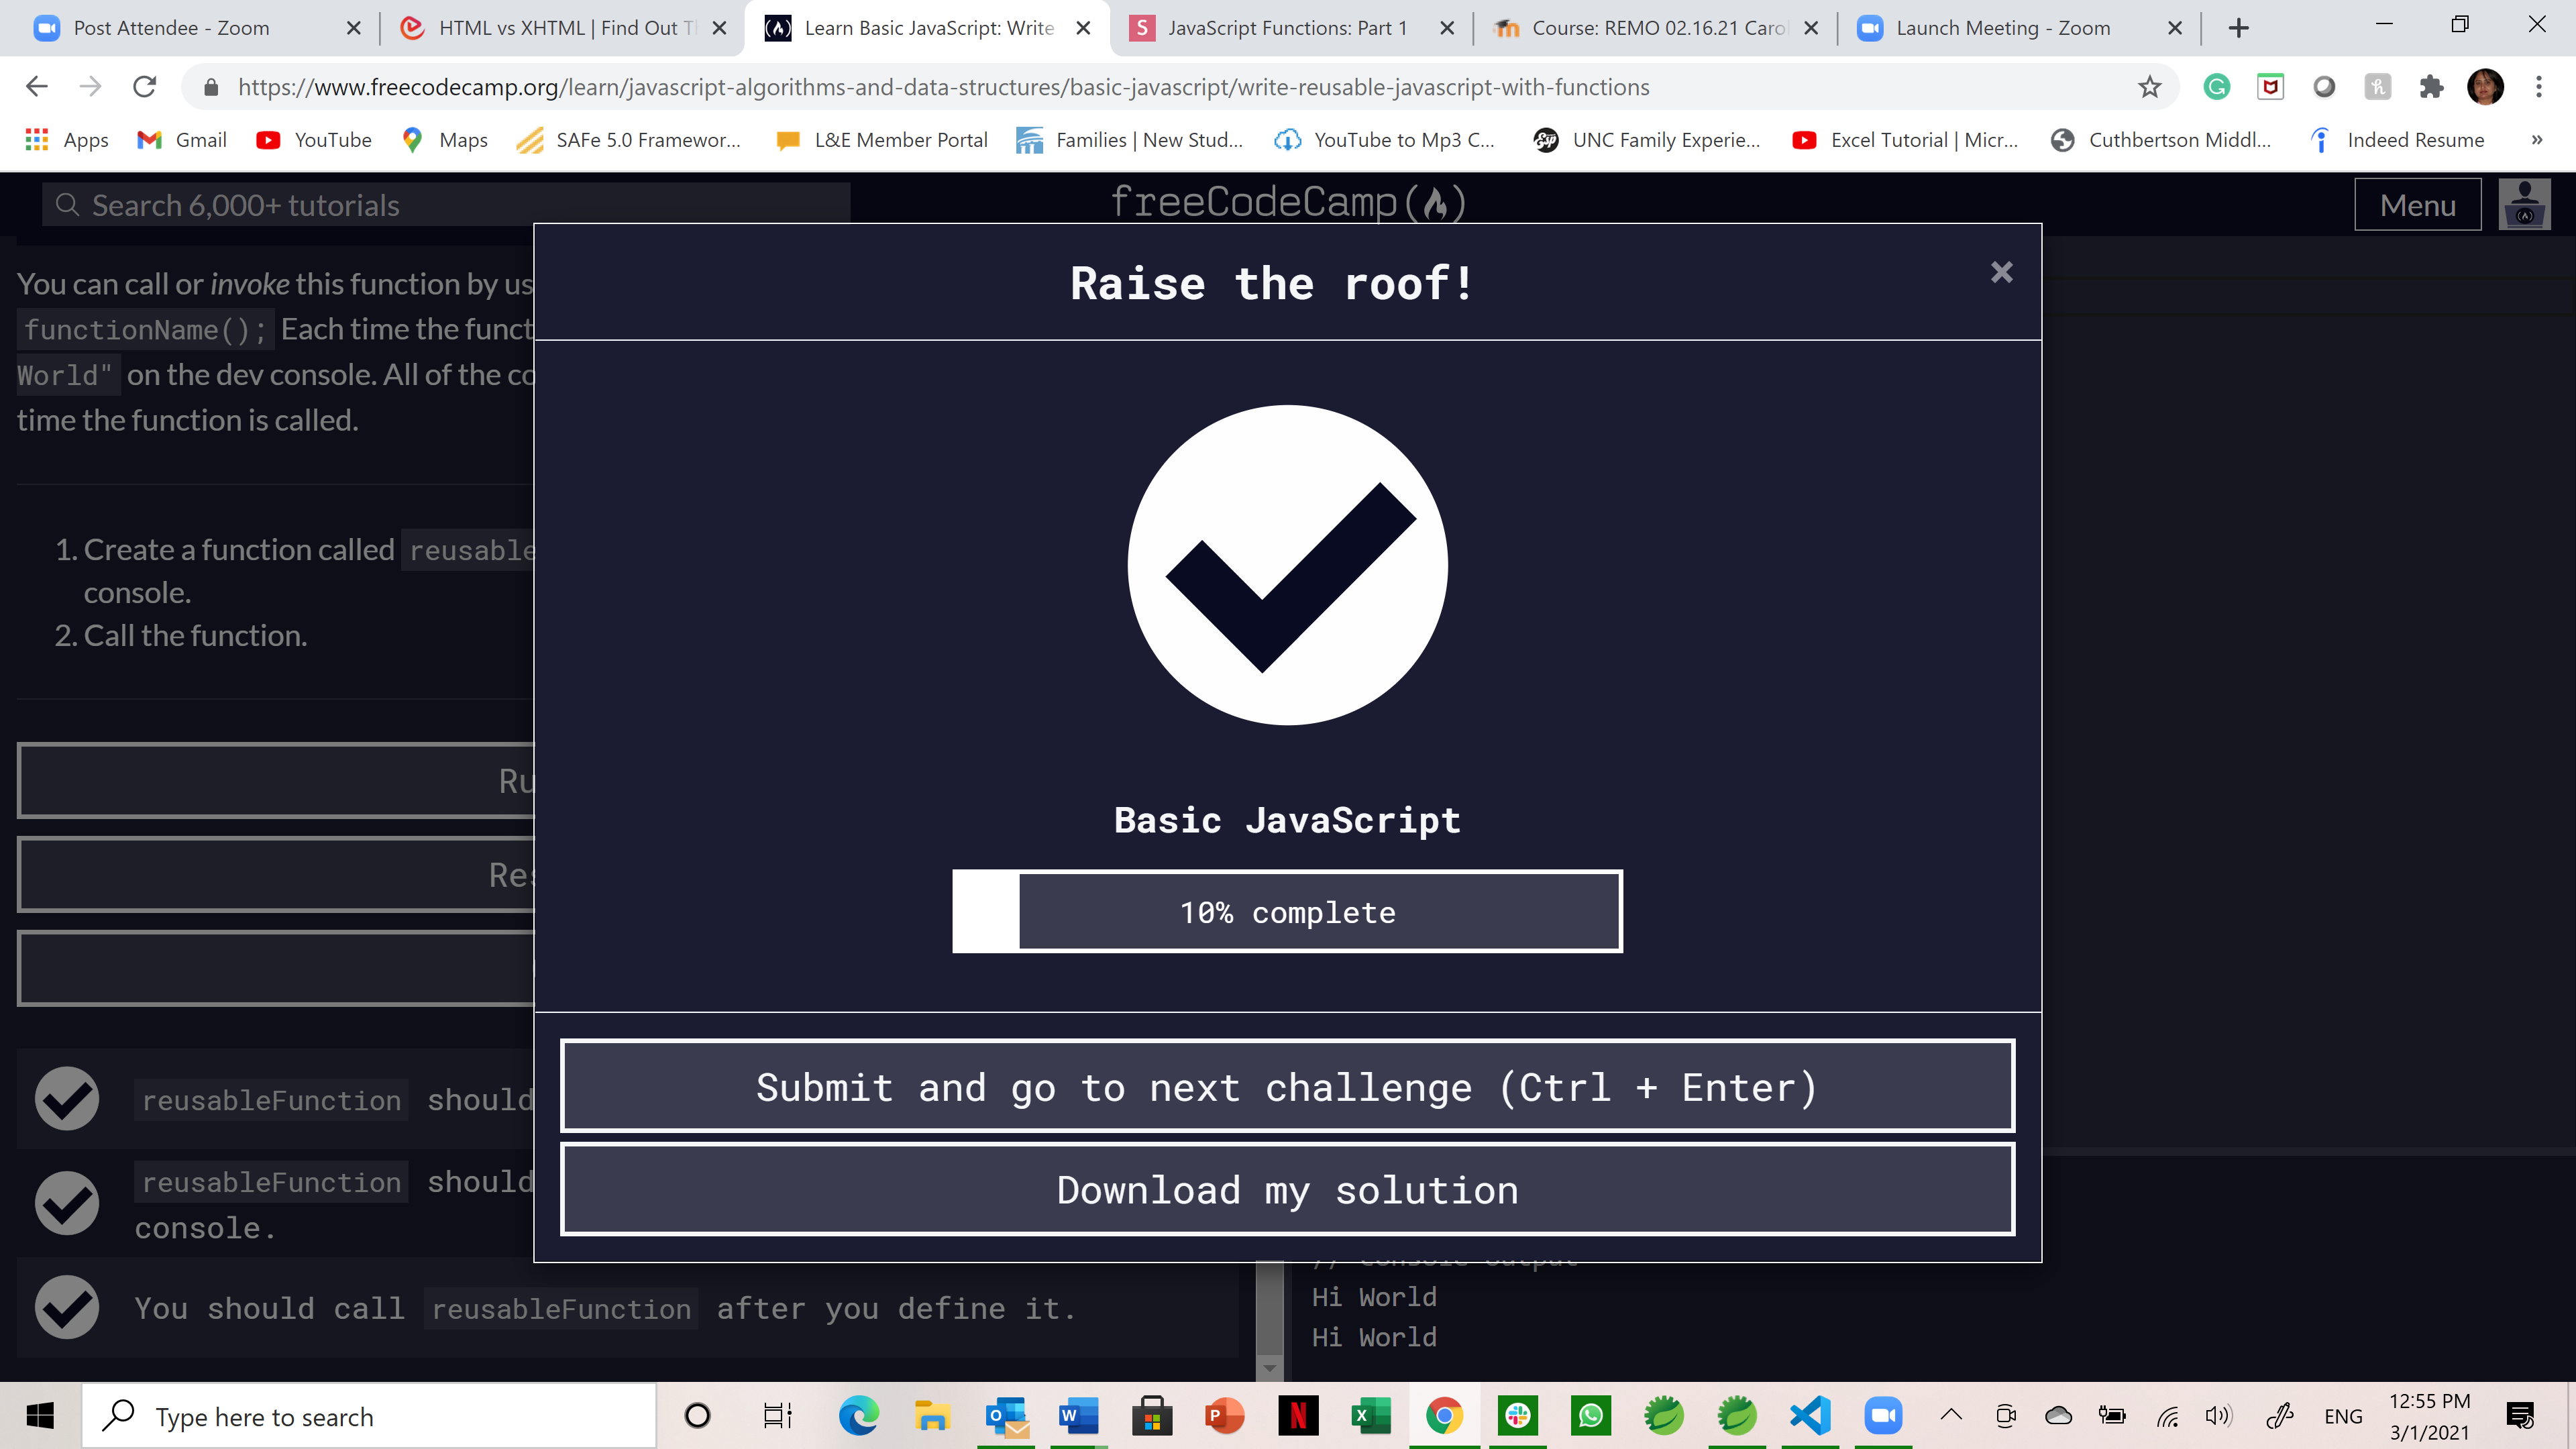 Post Attendee - Zoom
HTML vs XHTML | Find Out T
Learn Basic JavaScript: Write
JavaScript Functions: Part 1
Course: REMO 02.16.21 Caro
Launch Meeting - Zoom
https://www.freecodecamp.org/learn/javascript-algorithms-and-data-structures/basic-javascript/write-reusable-javascript-with-functions
Apps
Gmail
YouTube
Maps
SAFe 5.0 Framewor...
L&E Member Portal
Families | New Stud...
YouTube to Mp3 C...
UNC Family Experie...
Excel Tutorial | Micr...
Cuthbertson Middl...
Indeed Resume
»
Search 6,000+ tutorials
freeCodeCamp
Menu
You can call or invoke this function by us
functionName(); Each time the funct
World" on the dev console. All of the co
time the function is called.
1. Create a function called reusable
console.
2. Call the function.
Ru
Res
reusableFunction should
reusableFunction should
console.
You should call reusableFunction after you define it.
Raise the roof!
Basic JavaScript
10% complete
Submit and go to next challenge (Ctrl + Enter)
Download my solution
// console output
Hi World
Hi World
Type here to search
ENG
12:55 PM
3/1/2021